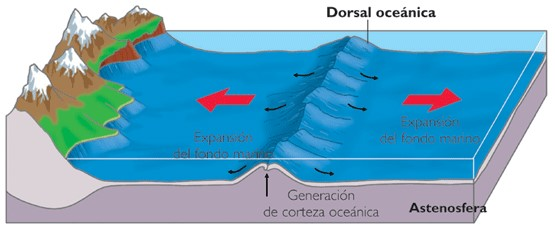 Dorsal oceánica
Expansión
del fondo marino
Expansión
del fondo marino
Generación
de corteza oceánica
Astenosfera